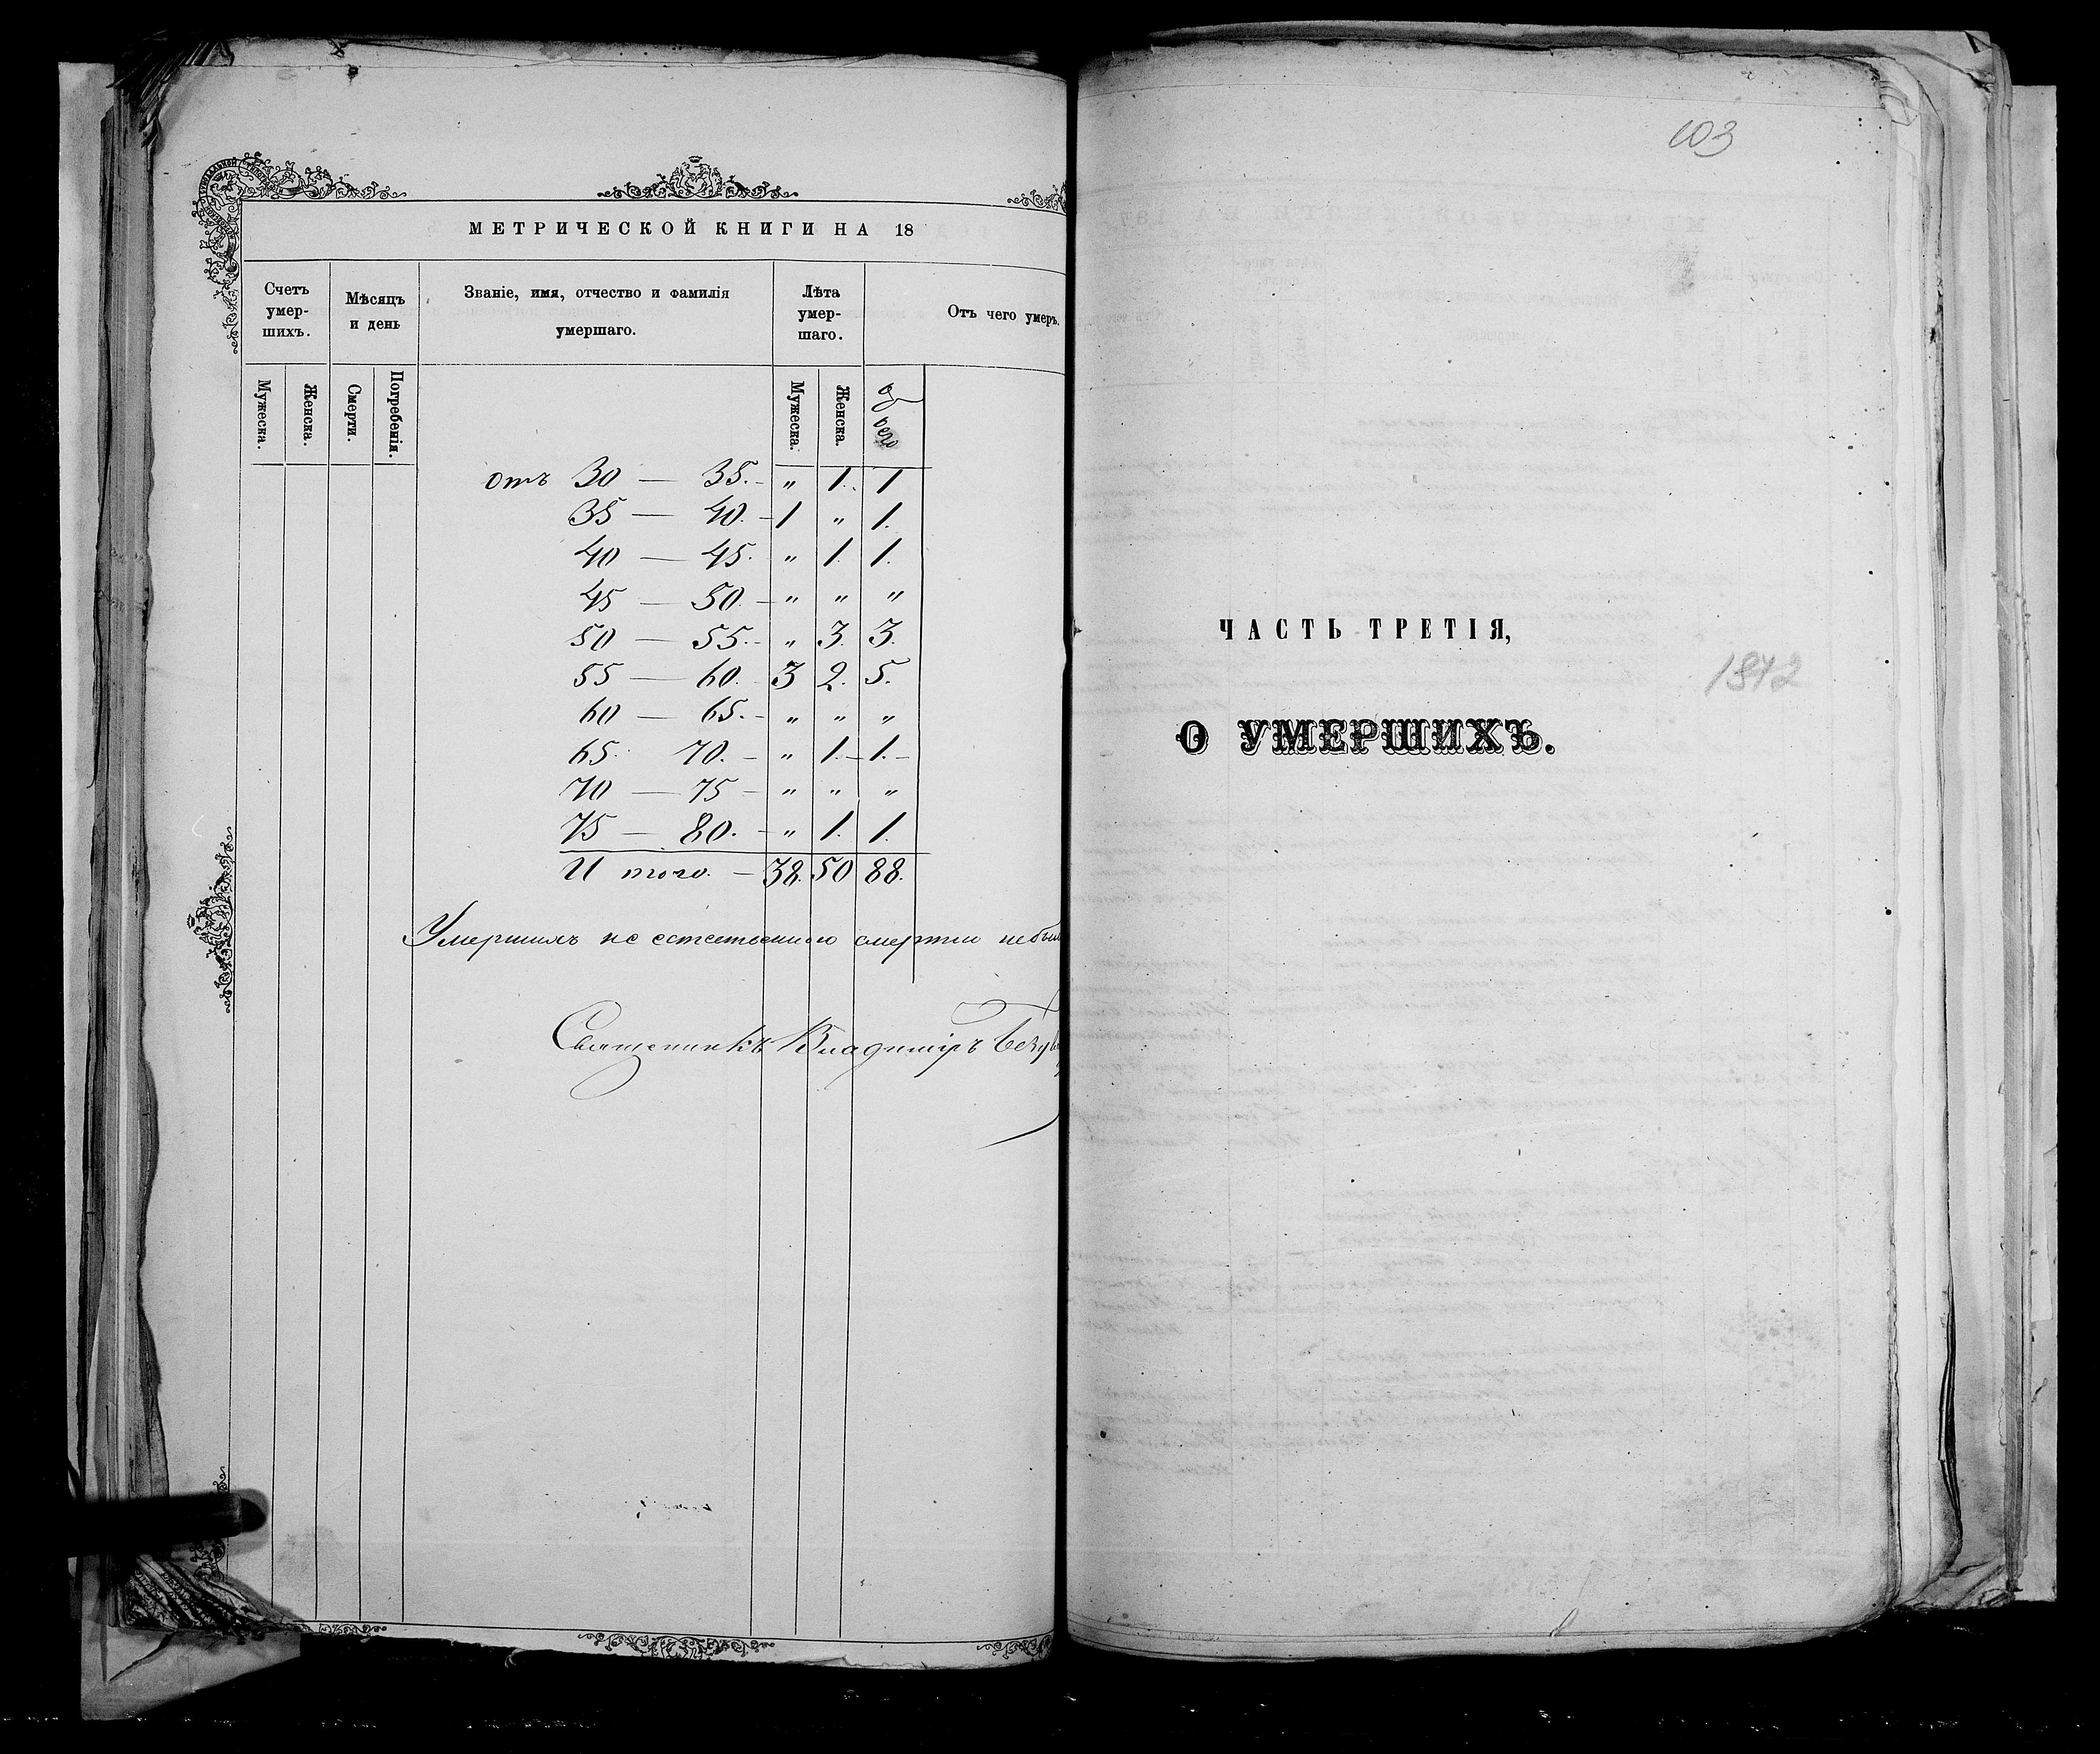 МЕТРИЧЕСКОЙ КНИГИ НА 18
Счетъ умер-шихъ.
Мѣсяцъ и день
Званіе, имя, отчество и фамилія умершаго.
Лѣта умер-шаго.
Отъ чего умеръ.
Мужеска.
Женска.
Смерти.
Погребенія.
Мужеска.
Женска.
отъ 30 — 35. - „ 1. 1
35 — 40. - 1 „ 1.
40 — 45. „ 1. 1.
45 — 50. - „ „ „
50 — 55. - „ 3. 3.
55 — 60. 3 2. 5.
60 — 65. - „ „ „
65. 70. - „ 1. - 1. -
70 — 75 - „ „ „
75 — 80. - „ 1. 1.
И того. - 38. 50 88.
Умершихъ не естественною смертію небыл
Священникъ Владиміръ
103
ЧАСТЬ ТРЕТІЯ,
1872
О УМЕРШИХЪ.